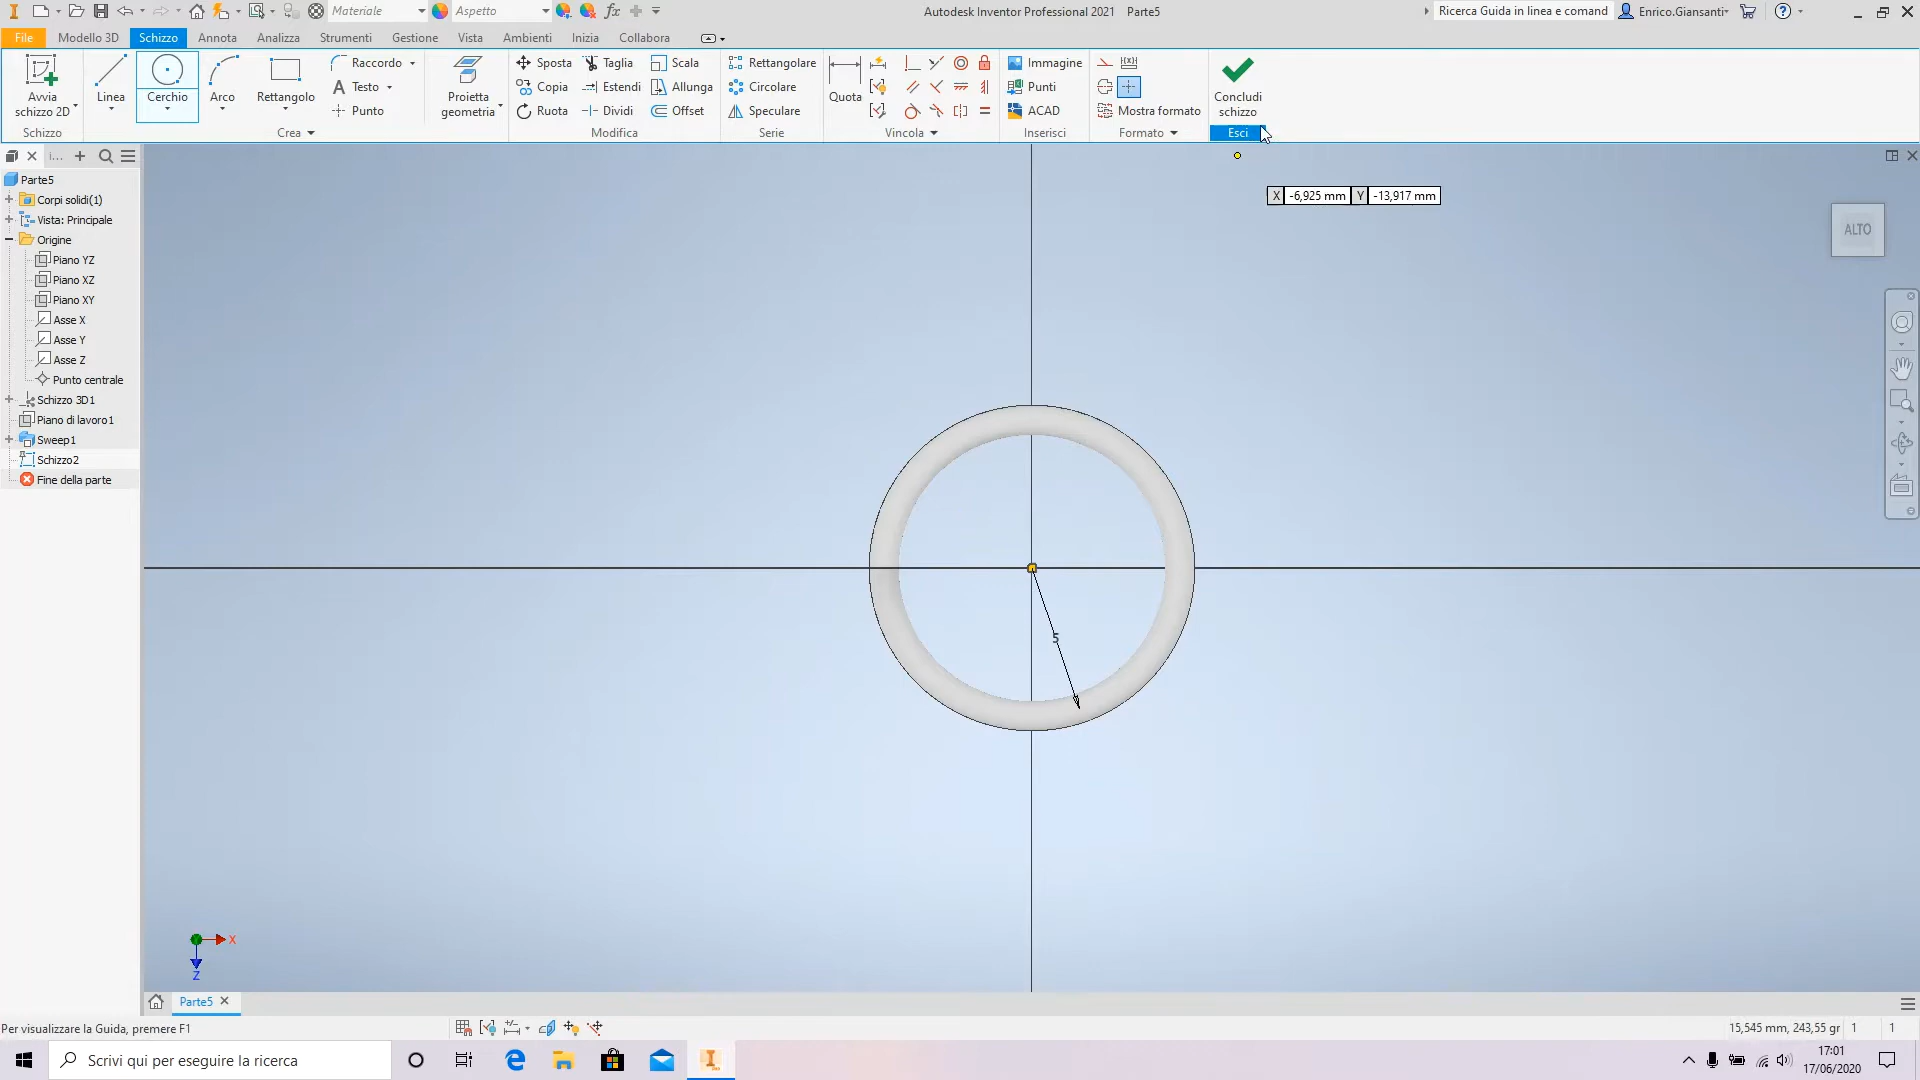 Materiale
Aspetto
fx
Autodesk Inventor Professional 2021 Parte5
Ricerca Guida in linea e comand
Enrico.Giansanti
File
Modello 3D
Schizzo
Annota
Analizza
Strumenti
Gestione
Vista
Ambienti
Inizia
Collabora
Avvia
schizzo 2D
Schizzo
Linea
Cerchio
Arco
Rettangolo
Raccordo
Testo
Punto
Crea
Proietta
geometria
Sposta
Copia
Ruota
Taglia
Estendi
Dividi
Scala
Allunga
Offset
Modifica
Rettangolare
Circolare
Speculare
Serie
Quota
Vincola
Immagine
Punti
ACAD
Inserisci
Mostra formato
Formato
Concludi
schizzo
Esci
i...
Parte5
Corpi solidi(1)
Vista: Principale
Origine
Piano YZ
Piano XZ
Piano XY
Asse X
Asse Y
Asse Z
Punto centrale
Schizzo 3D1
Piano di lavoro1
Sweep1
Schizzo2
Fine della parte
X -6,925 mm Y -13,917 mm
ALTO
5
X
Z
Parte5
Per visualizzare la Guida, premere F1
15,545 mm, 243,55 gr 1 1
Scrivi qui per eseguire la ricerca
17:01
17/06/2020